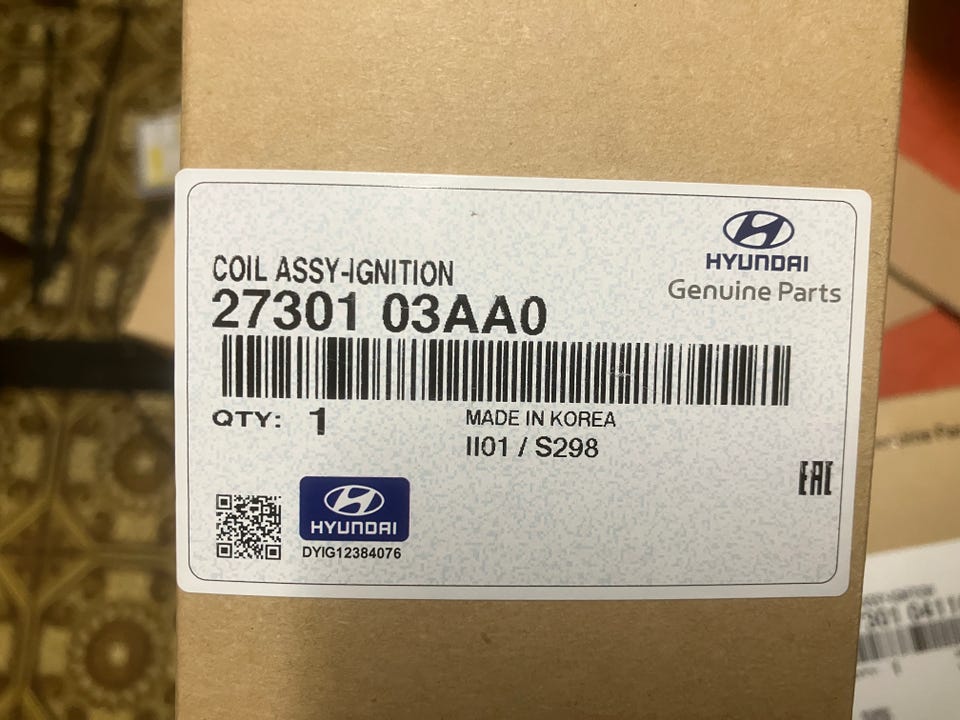 COIL ASSY-IGNITION
27301 03AA0
HYUNDAI
Genuine Parts
QTY: 1
MADE IN KOREA
II01 / S298
EAC
HYUNDAI
DYIG12384076